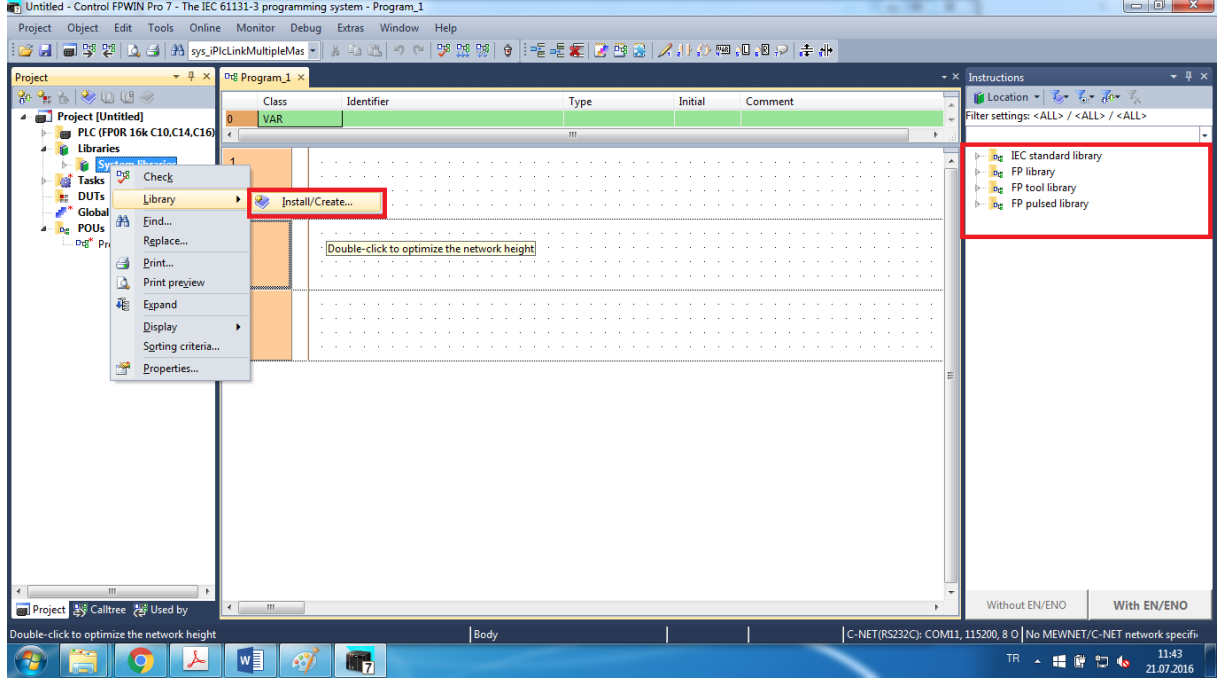 Untitled - Control FPWIN Pro 7 - The IEC 61131-3 programming system - Program_1
Project Object Edit Tools Online Monitor Debug Extras Window Help
sys_iPlcLinkMultipleMas
Project
Program_1
Instructions
Class Identifier Type Initial Comment
0 VAR
Location
Filter settings: <ALL> / <ALL> / <ALL>
Project [Untitled]
PLC (FP0R 16k C10,C14,C16)
Libraries
System libraries
Tasks
DUTs
Global
POUs
Pr
1
Check
Library
Find...
Replace...
Print...
Print preview
Expand
Display
Sorting criteria...
Properties...
Install/Create...
Double-click to optimize the network height
IEC standard library
FP library
FP tool library
FP pulsed library
Project Calltree Used by
Without EN/ENO With EN/ENO
Double-click to optimize the network height Body C-NET(RS232C): COM11, 115200, 8 O No MEWNET/C-NET network specifi
TR 11:43
21.07.2016